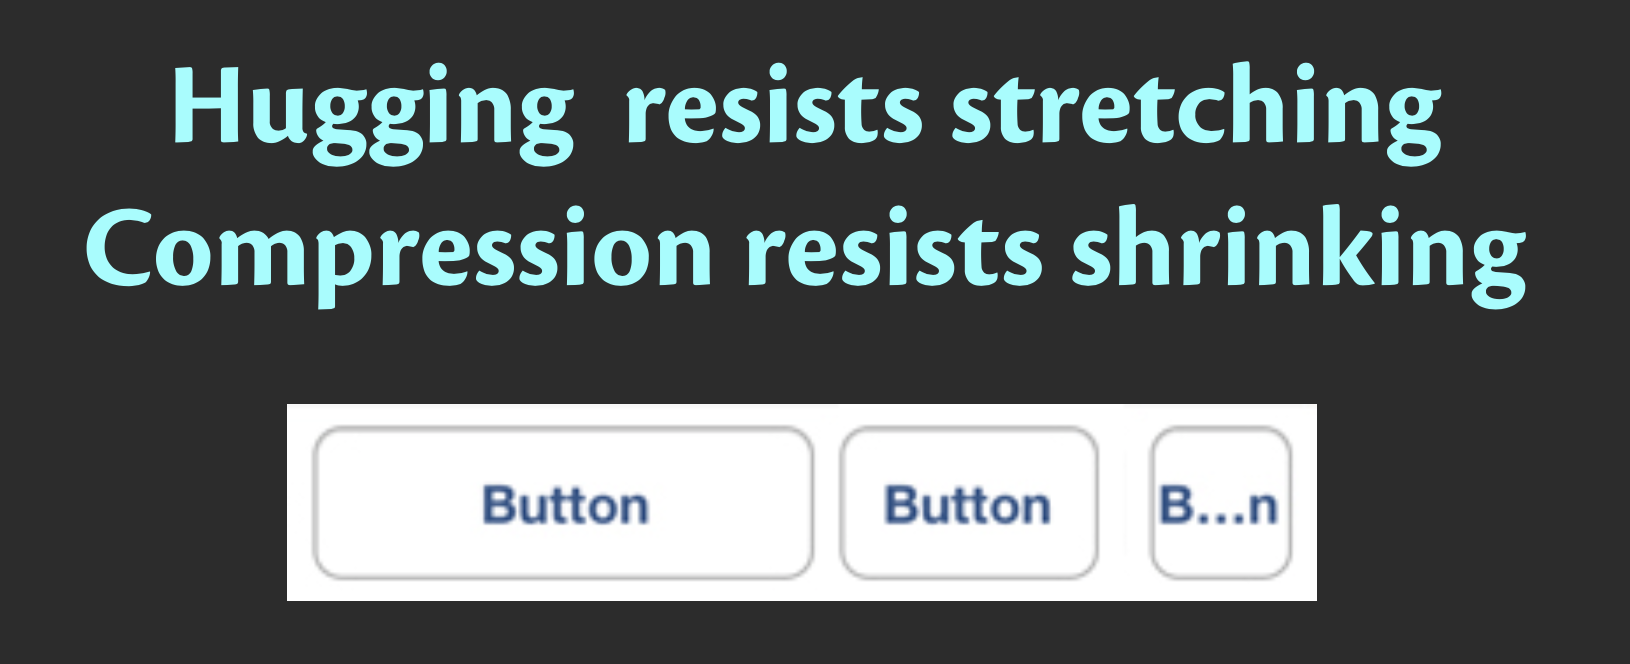 Hugging  resists stretching
Compression resists shrinking
Button Button B...n